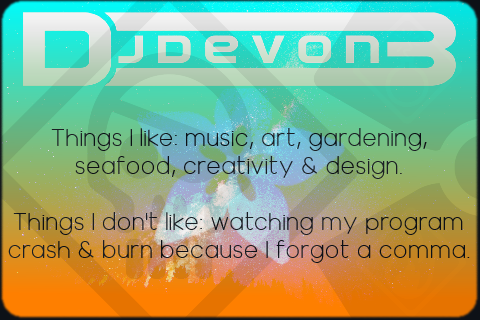 DJDEVON3
Things I like: music, art, gardening,
seafood, creativity & design.
Things I don't like: watching my program
crash & burn because I forgot a comma.